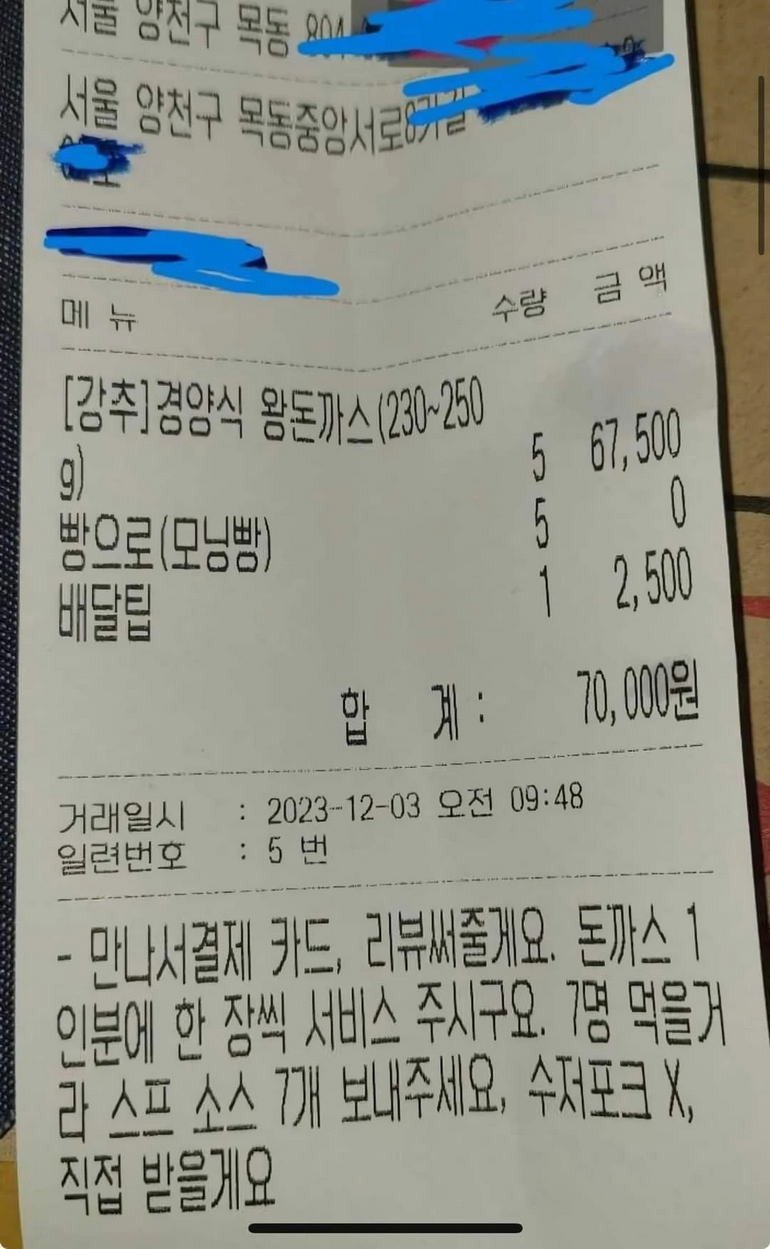 서울 양천구 목동
서울 양천구 목동중앙서로
메 뉴 수량 금 액
[강추]경양식 왕돈까스(230~250
g) 5 67,500
빵으로(모닝빵) 5 0
배달팁 1 2,500
합 계 : 70,000원
거래일시 : 2023-12-03 오전 09:48
일련번호 : 5 번
- 만나서결제 카드, 리뷰써줄게요. 돈까스 1
인분에 한 장씩 서비스 주시구요. 7명 먹을거
라 스프 소스 7개 보내주세요, 수저포크 X,
직접 받을게요